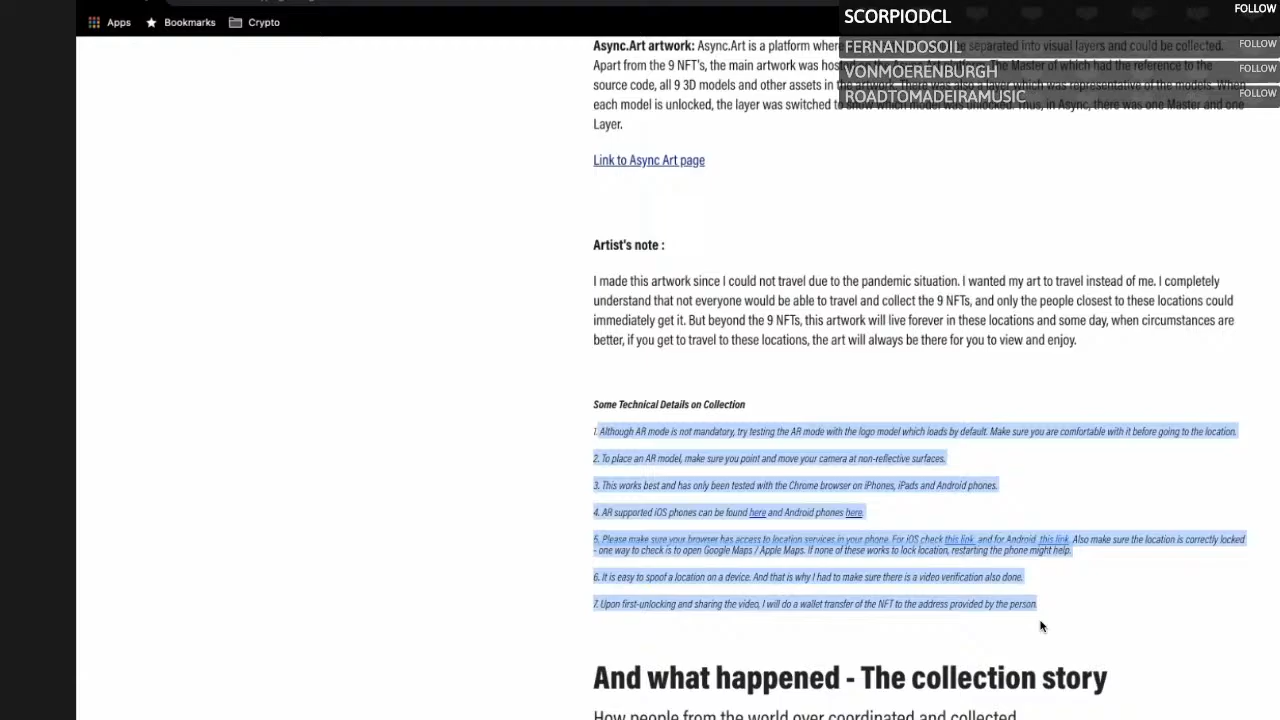 Apps Bookmarks Crypto
SCORPIODCL FOLLOW
FERNANDOSOIL FOLLOW
VONMOERENBURGH FOLLOW
ROADTOMADEIRAMUSIC FOLLOW
Async.Art artwork: Async.Art is a platform where separated into visual layers and could be collected.
Apart from the 9 NFT's, the main artwork was hosted The Master of which had the reference to the
source code, all 9 3D models and other assets in the artwork. There was also a layer which was representative of the models. When
each model is unlocked, the layer was switched to show which model was unlocked. Thus, in Async, there was one Master and one
Layer.
Link to Async Art page
Artist's note :
I made this artwork since I could not travel due to the pandemic situation. I wanted my art to travel instead of me. I completely
understand that not everyone would be able to travel and collect the 9 NFTs, and only the people closest to these locations could
immediately get it. But beyond the 9 NFTs, this artwork will live forever in these locations and some day, when circumstances are
better, if you get to travel to these locations, the art will always be there for you to view and enjoy.
Some Technical Details on Collection
1. Although AR mode is not mandatory, try testing the AR mode with the logo model which loads by default. Make sure you are comfortable with it before going to the location.
2. To place an AR model, make sure you point and move your camera at non-reflective surfaces.
3. This works best and has only been tested with the Chrome browser on iPhones, iPads and Android phones.
4. AR supported iOS phones can be found here and Android phones here.
5. Please make sure your browser has access to location services in your phone. For iOS check this link, and for Android, this link. Also make sure the location is correctly locked
- one way to check is to open Google Maps / Apple Maps. If none of these works to lock location, restarting the phone might help.
6. It is easy to spoof a location on a device. And that is why I had to make sure there is a video verification also done.
7. Upon first-unlocking and sharing the video, I will do a wallet transfer of the NFT to the address provided by the person.
And what happened - The collection story
How people from the world over coordinated and collected